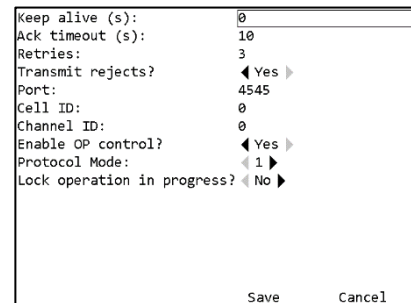 Keep alive (s): 0
Ack timeout (s): 10
Retries: 3
Transmit rejects? Yes
Port: 4545
Cell ID: 0
Channel ID: 0
Enable OP control? Yes
Protocol Mode: 1
Lock operation in progress? No
Save Cancel